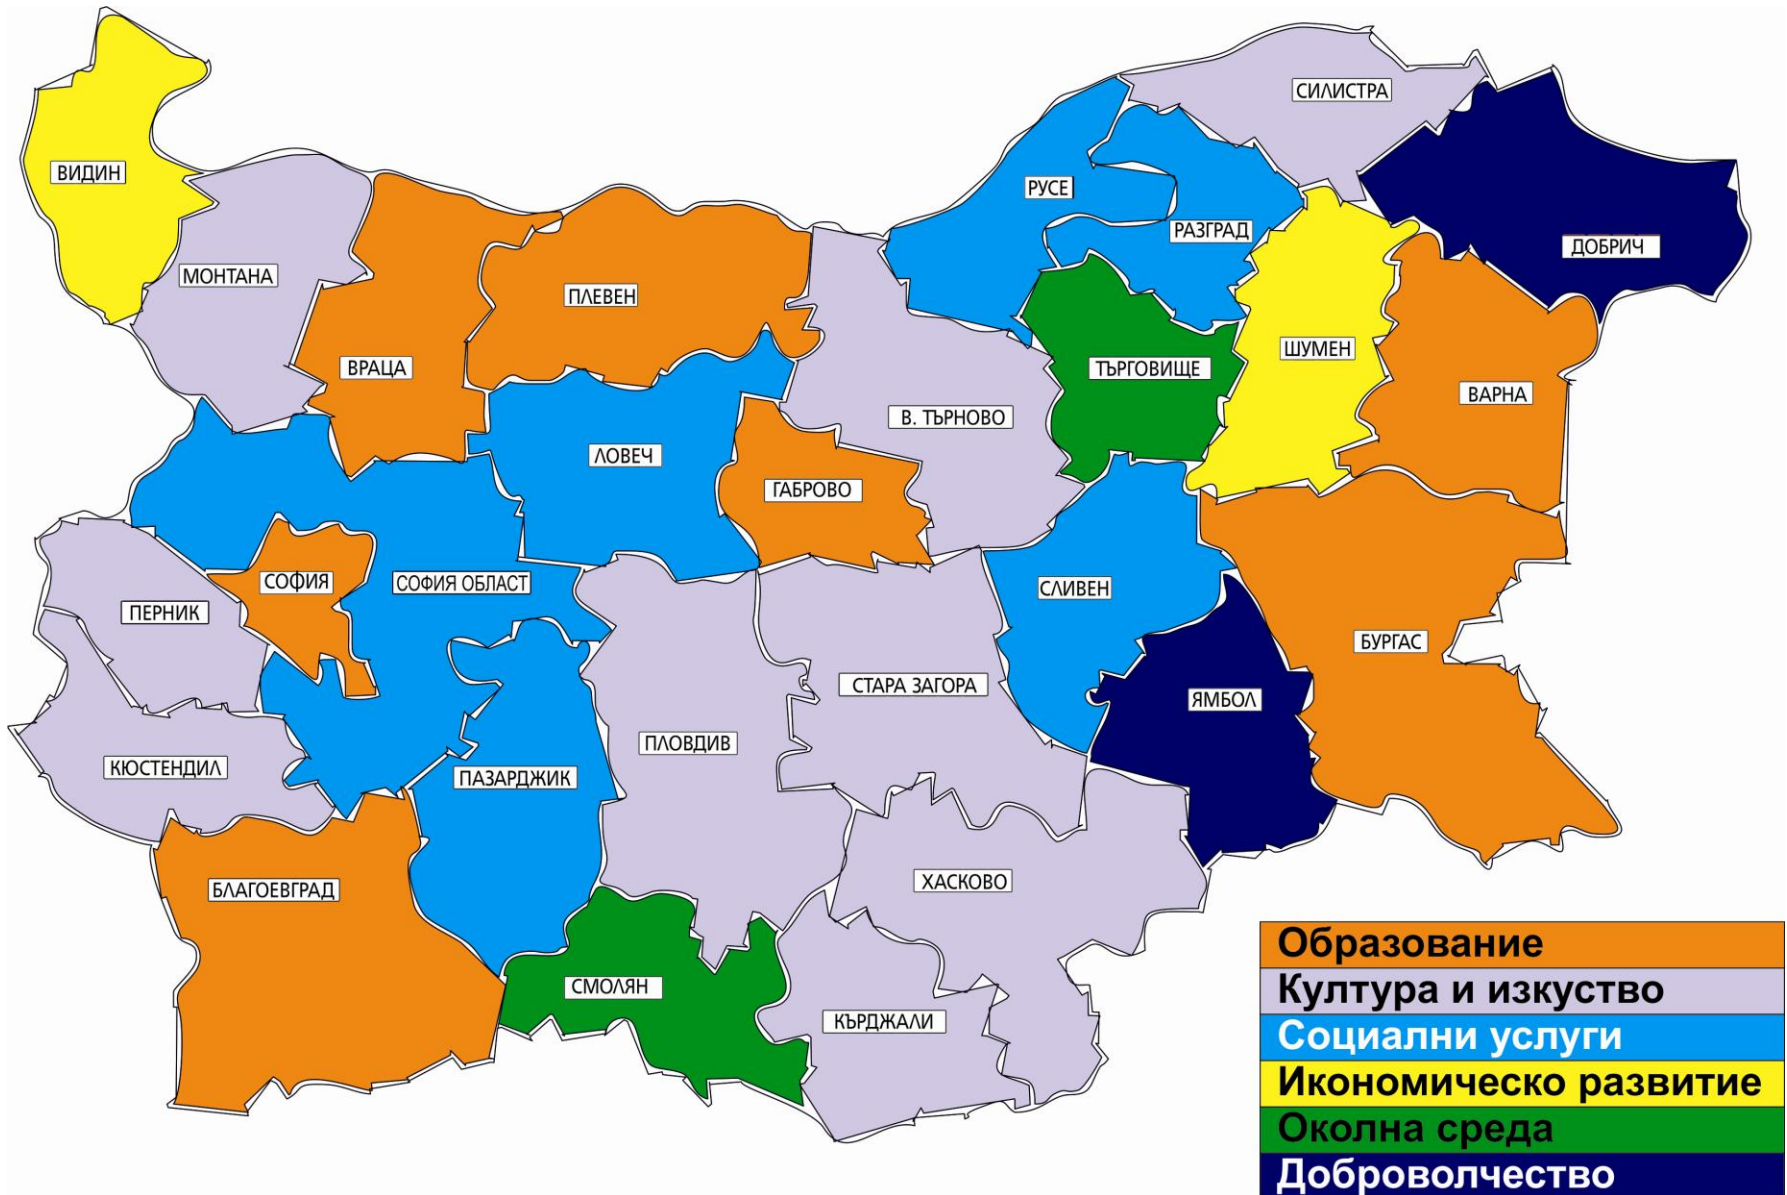 СИЛИСТРА
ВИДИН
РУСЕ
РАЗГРАД
ДОБРИЧ
МОНТАНА
ПЛЕВЕН
ШУМЕН
ВРАЦА
ТЪРГОВИЩЕ
ВАРНА
В. ТЪРНОВО
ЛОВЕЧ
ГАБРОВО
СОФИЯ
СОФИЯ ОБЛАСТ
СЛИВЕН
ПЕРНИК
БУРГАС
СТАРА ЗАГОРА
ЯМБОЛ
ПЛОВДИВ
КЮСТЕНДИЛ
ПАЗАРДЖИК
БЛАГОЕВГРАД
ХАСКОВО
СМОЛЯН
КЪРДЖАЛИ
Образование
Култура и изкуство
Социални услуги
Икономическо развитие
Околна среда
Доброволчество